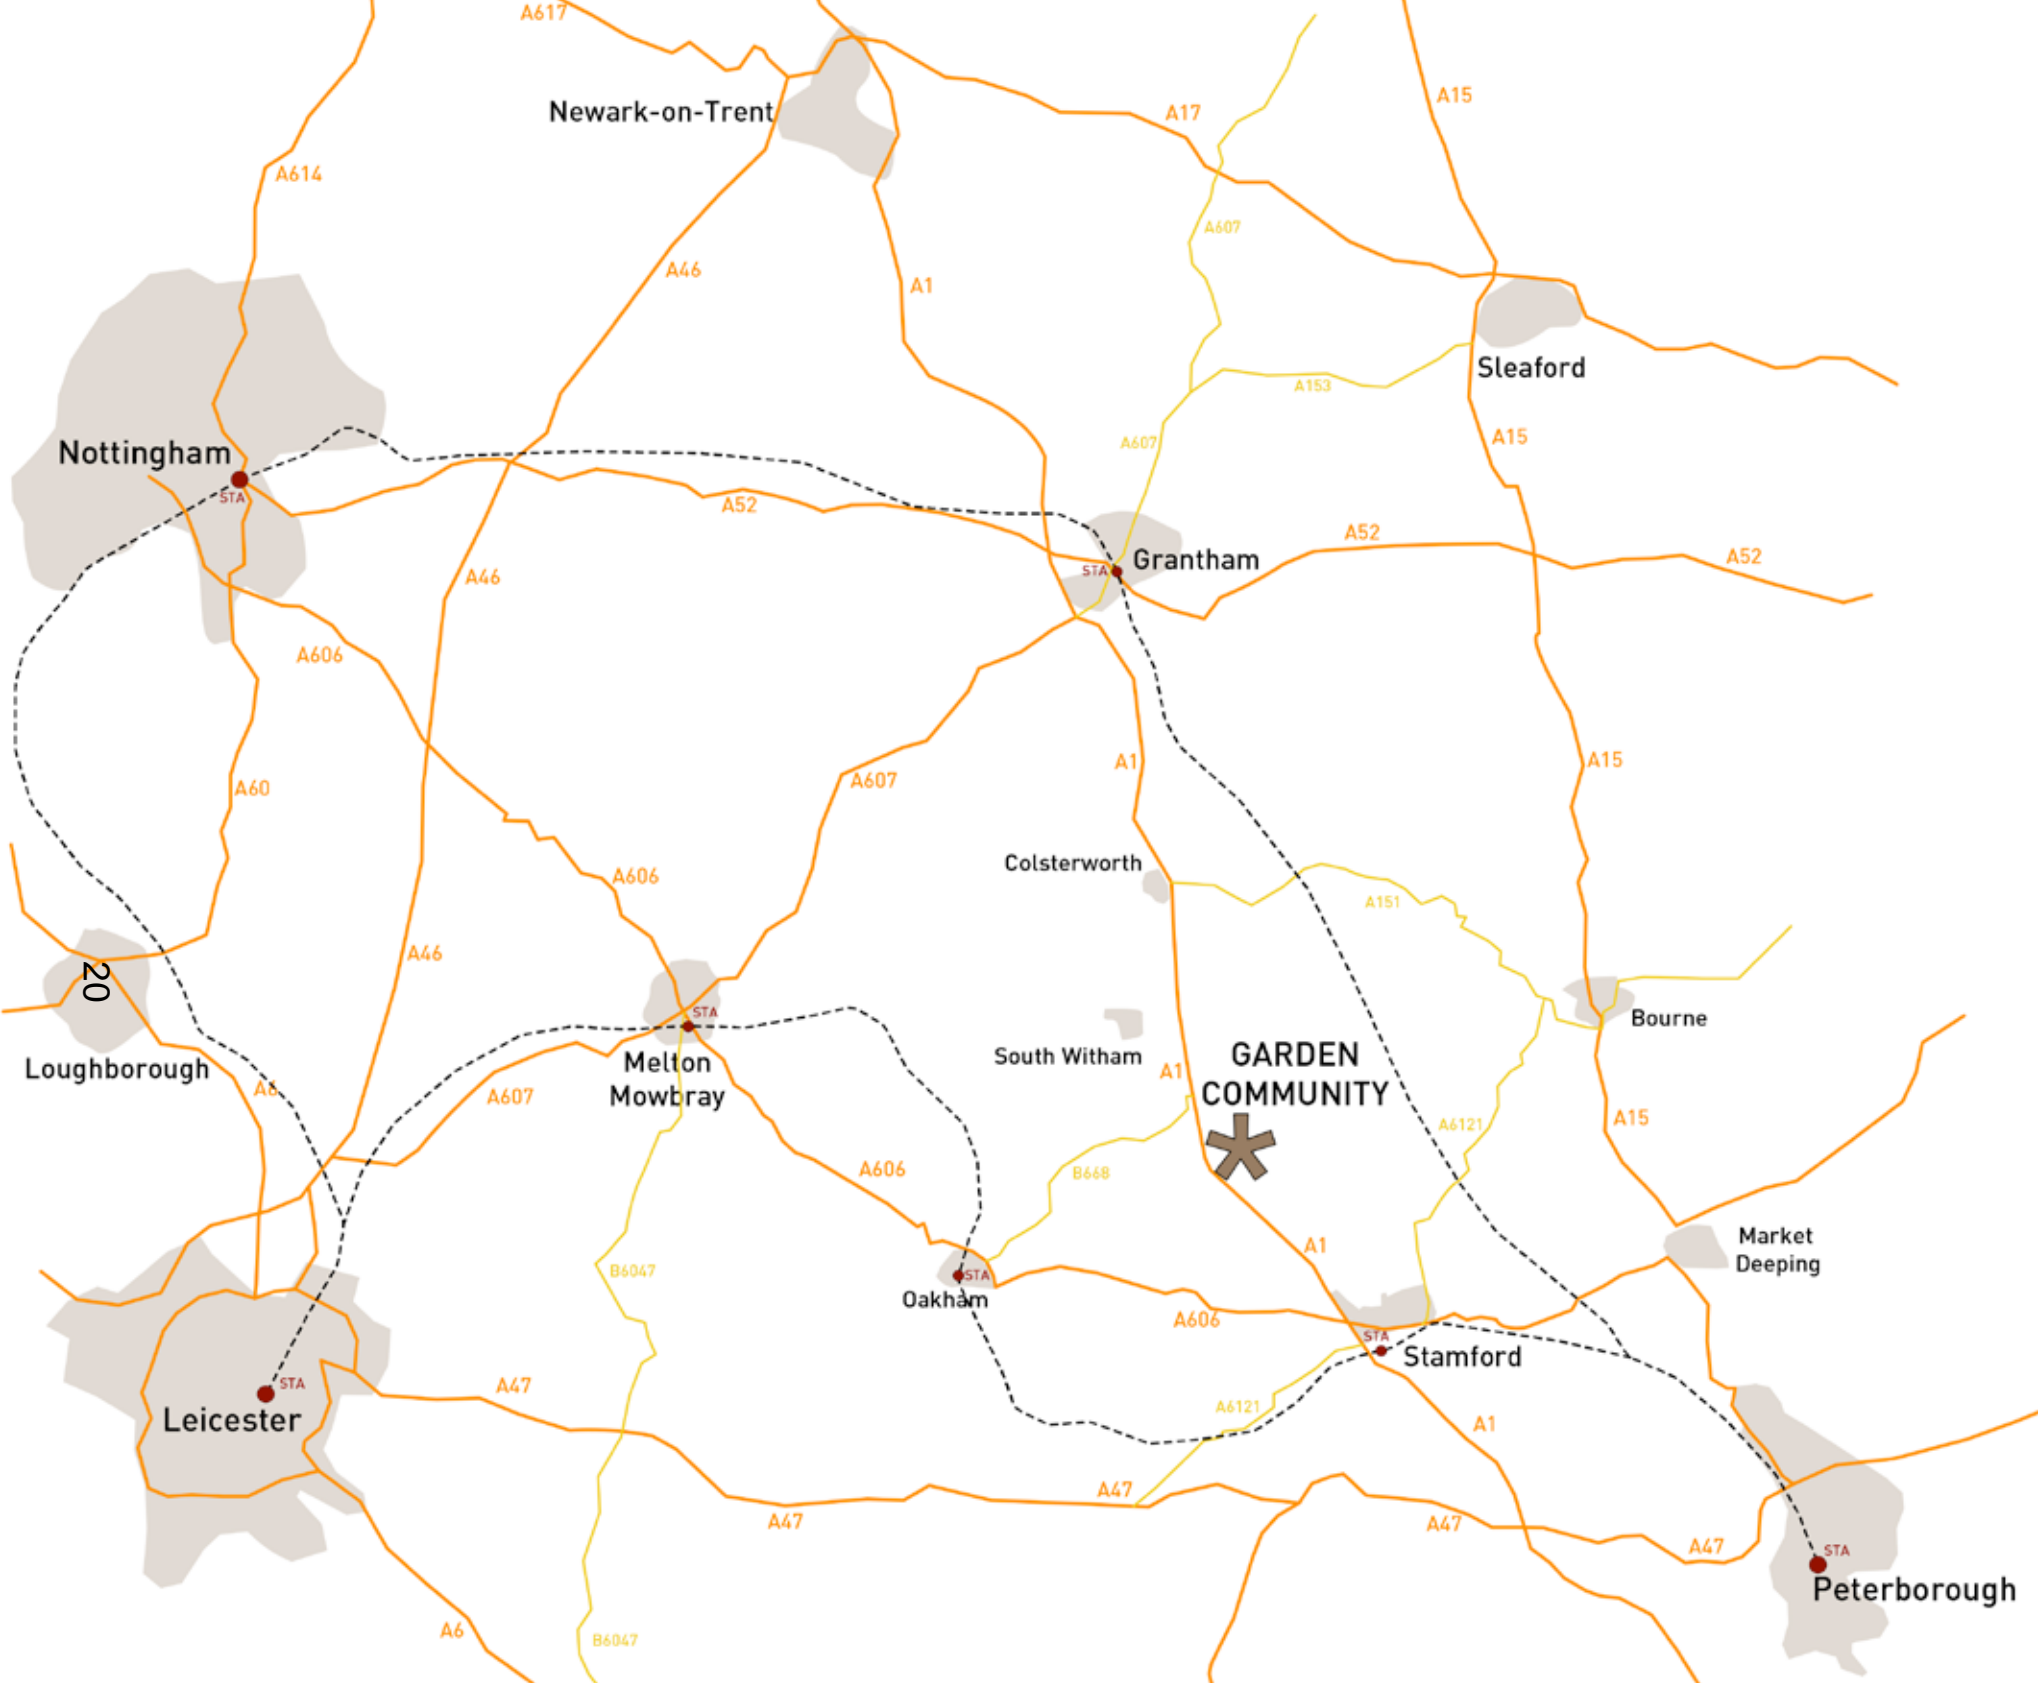 A617
A15
Newark-on-Trent
A17
A614
A607
A46
A1
Sleaford
A153
A15
A607
Nottingham
STA
A52
A52
A52
Grantham
STA
A46
A606
A1
A15
A607
A60
Colsterworth
A606
A151
A46
20
STA
Bourne
South Witham
GARDEN
COMMUNITY
A1
Loughborough
Melton
Mowbray
A6
A607
A15
A6121
A606
B668
Market
Deeping
A1
B6047
STA
Oakham
A606
STA
Stamford
STA
Leicester
A47
A6121
A1
A47
A47
A47
A47
STA
Peterborough
A6
B6047